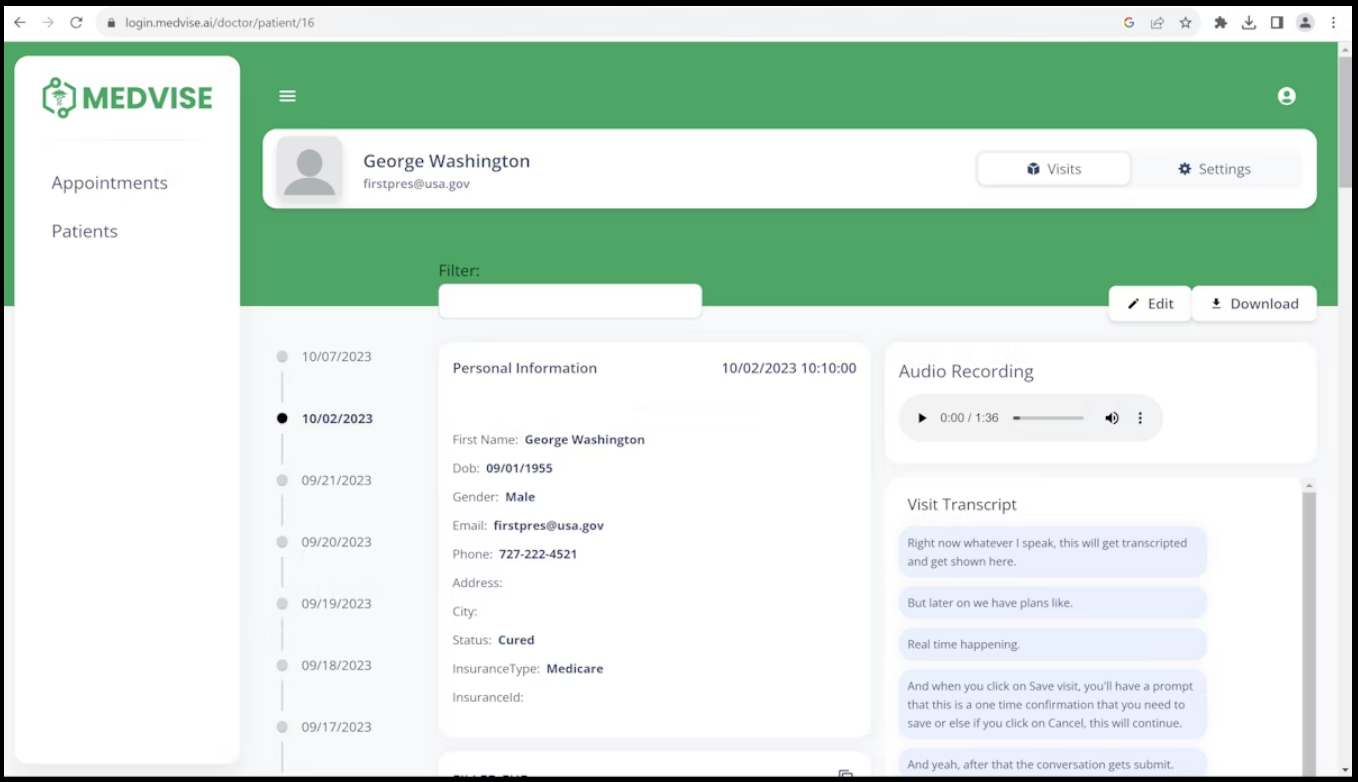 login.medvise.ai/doctor/patient/16
MEDVISE
Appointments
Patients
George Washington
firstpres@usa.gov
Visits
Settings
Filter:
Edit
Download
10/07/2023
10/02/2023
09/21/2023
09/20/2023
09/19/2023
09/18/2023
09/17/2023
Personal Information 10/02/2023 10:10:00
First Name: George Washington
Dob: 09/01/1955
Gender: Male
Email: firstpres@usa.gov
Phone: 727-222-4521
Address:
City:
Status: Cured
InsuranceType: Medicare
InsuranceId:
Audio Recording
0:00 / 1:36
Visit Transcript
Right now whatever I speak, this will get transcripted
and get shown here.
But later on we have plans like.
Real time happening.
And when you click on Save visit, you'll have a prompt
that this is a one time confirmation that you need to
save or else if you click on Cancel, this will continue.
And yeah, after that the conversation gets submit.